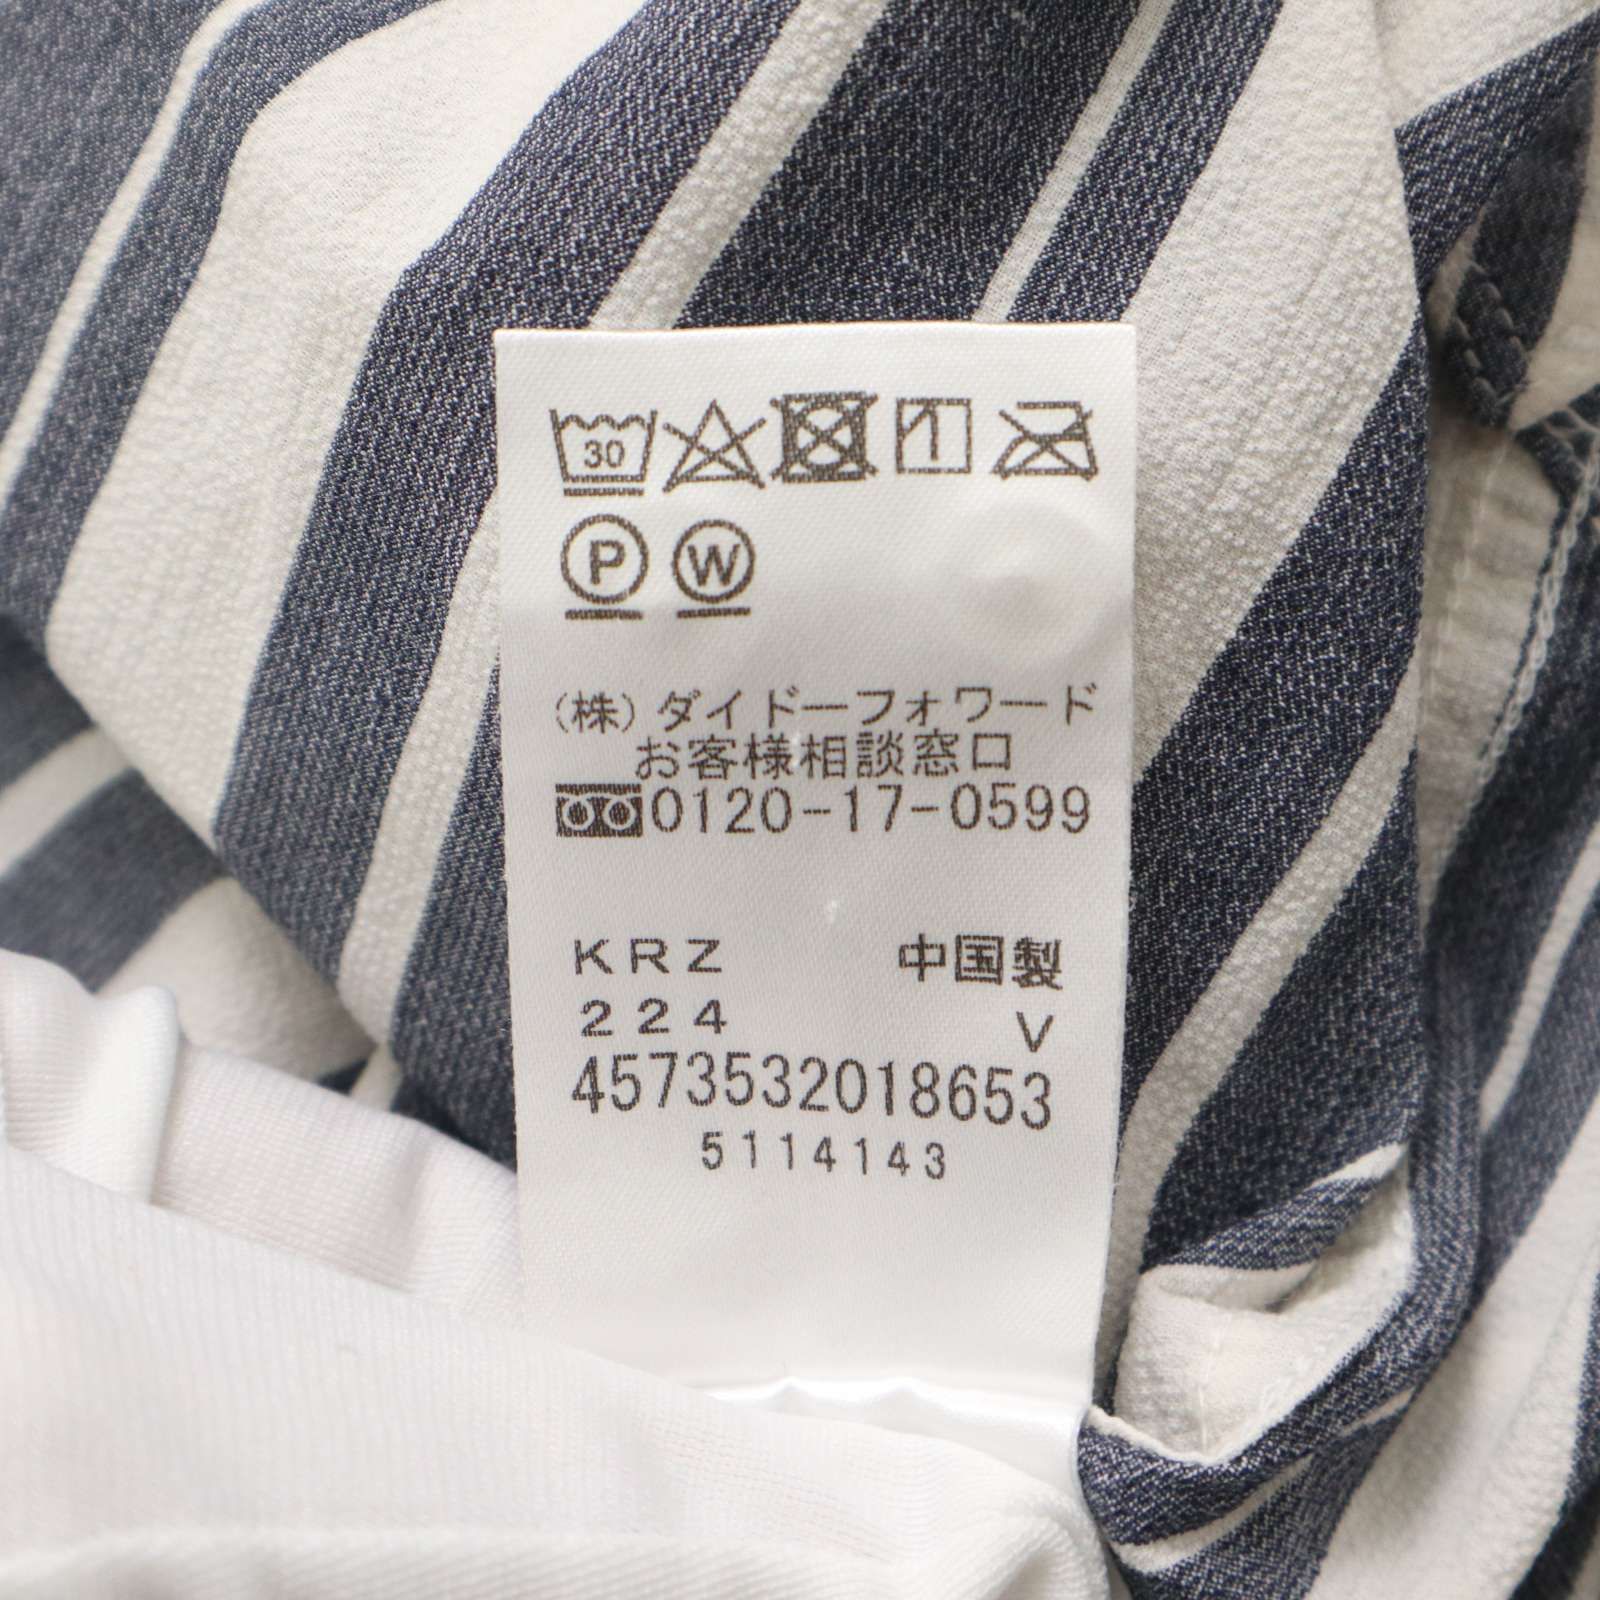 30
P W
(株)ダイドーフォワード
お客様相談窓口
0120-17-0599
KRZ 中国製
224 V
4573532018653
5114143